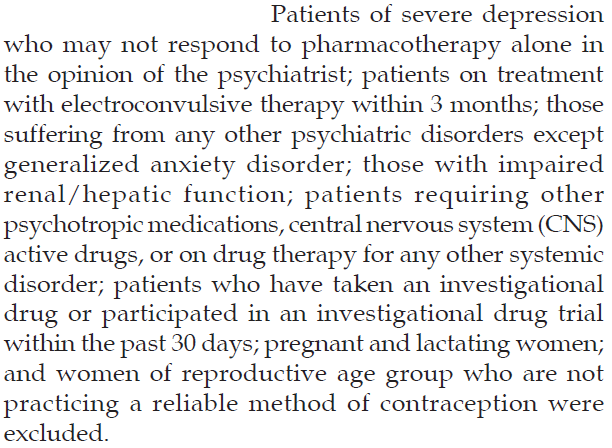 Patients of severe depression
who may not respond to pharmacotherapy alone in
the opinion of the psychiatrist; patients on treatment
with electroconvulsive therapy within 3 months; those
suffering from any other psychiatric disorders except
generalized anxiety disorder; those with impaired
renal/hepatic function; patients requiring other
psychotropic medications, central nervous system (CNS)
active drugs, or on drug therapy for any other systemic
disorder; patients who have taken an investigational
drug or participated in an investigational drug trial
within the past 30 days; pregnant and lactating women;
and women of reproductive age group who are not
practicing a reliable method of contraception were
excluded.